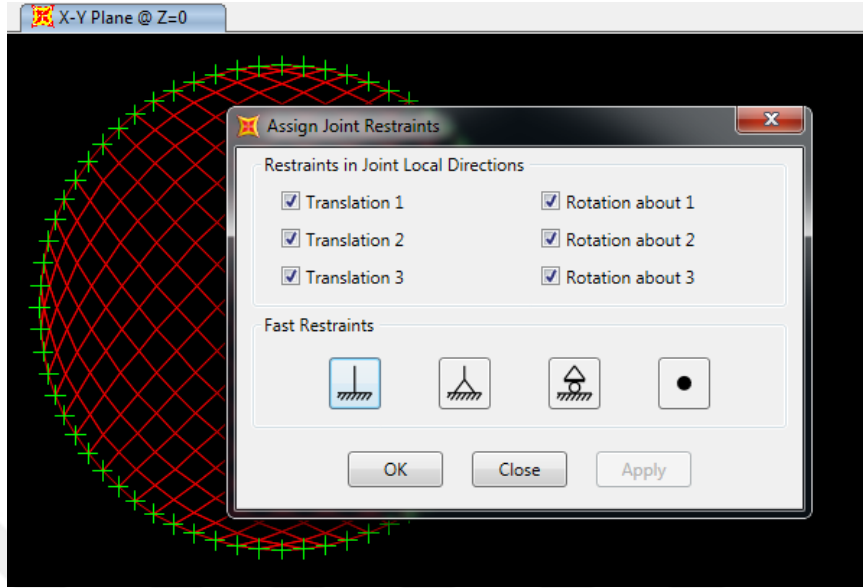 X-Y Plane @ Z=0
Assign Joint Restraints
Restraints in Joint Local Directions
Translation 1 Rotation about 1
Translation 2 Rotation about 2
Translation 3 Rotation about 3
Fast Restraints
OK Close Apply